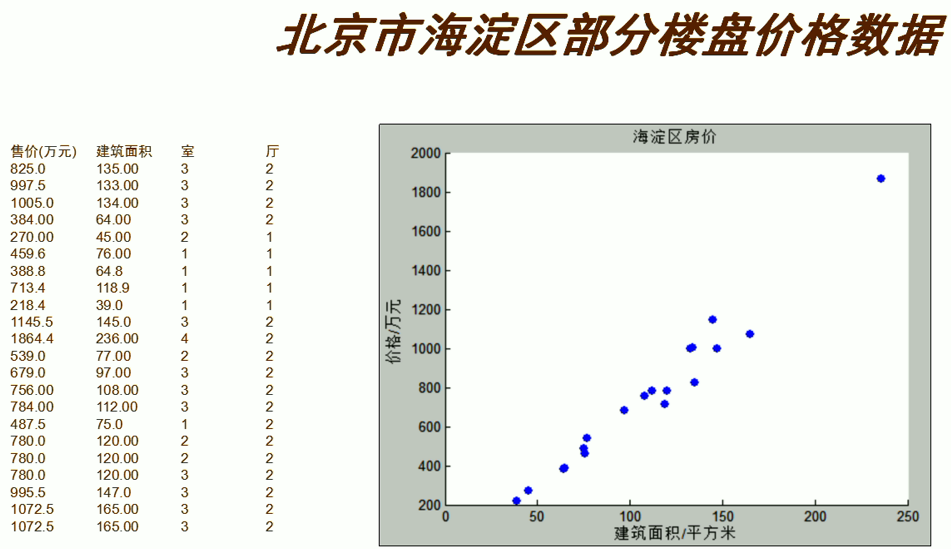 北京市海淀区部分楼盘价格数据
售价(万元) 建筑面积 室 厅
825.0 135.00 3 2
997.5 133.00 3 2
1005.0 134.00 3 2
384.00 64.00 3 2
270.00 45.00 2 1
459.6 76.00 1 1
388.8 64.8 1 1
713.4 118.9 1 1
218.4 39.0 1 1
1145.5 145.0 3 2
1864.4 236.00 4 2
539.0 77.00 2 2
679.0 97.00 3 2
756.00 108.00 3 2
784.00 112.00 3 2
487.5 75.0 1 2
780.0 120.00 2 2
780.0 120.00 2 2
780.0 120.00 3 2
995.5 147.0 3 2
1072.5 165.00 3 2
1072.5 165.00 3 2
海淀区房价
2000
1800
1600
1400
1200
1000
800
600
400
200
价格/万元
0 50 100 150 200 250
建筑面积/平方米